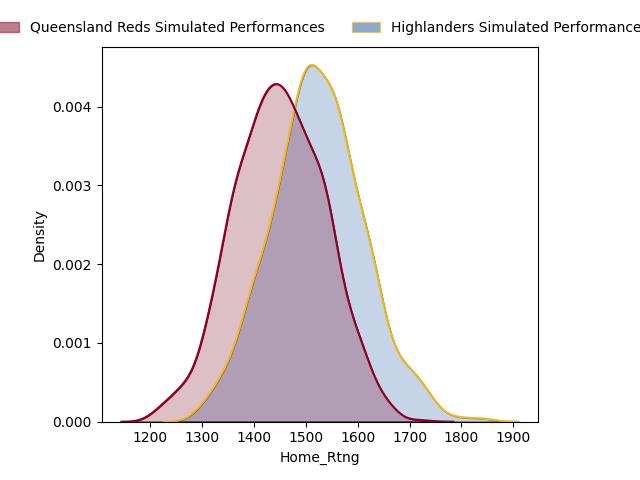 Queensland Reds Simulated Performances Highlanders Simulated Performance
0.004
0.003
0.002
0.001
0.000
Density
1200 1300 1400 1500 1600 1700 1800 1900
Home_Rtng